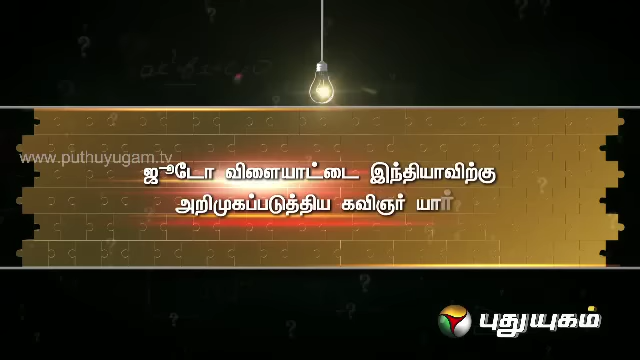 www.puthuyugam.tv
ஜூடோ விளையாட்டை இந்தியாவிற்கு
அறிமுகப்படுத்திய கவிஞர் யார்
புதுயுகம்